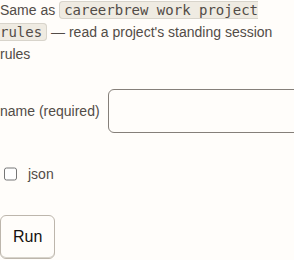 Same as careerbrew work project
rules — read a project's standing session
rules
name (required)
json
Run